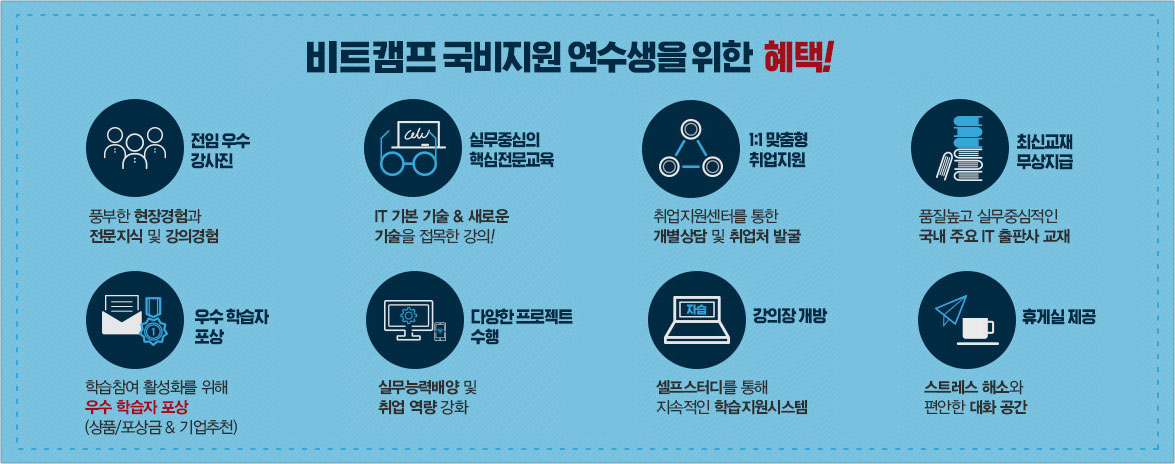 비트캠프 국비지원 연수생을 위한 혜택!
전임 우수
강사진
풍부한 현장경험과
전문지식 및 강의경험
실무중심의
핵심전문교육
IT 기본 기술 & 새로운
기술을 접목한 강의!
1:1 맞춤형
취업지원
취업지원센터를 통한
개별상담 및 취업처 발굴
최신교재
무상지급
품질높고 실무중심적인
국내 주요 IT 출판사 교재
1
우수 학습자
포상
학습참여 활성화를 위해
우수 학습자 포상
(상품/포상금 & 기업추천)
다양한 프로젝트
수행
실무능력배양 및
취업 역량 강화
자습
강의장 개방
셀프스터디를 통해
지속적인 학습지원시스템
휴게실 제공
스트레스 해소와
편안한 대화 공간